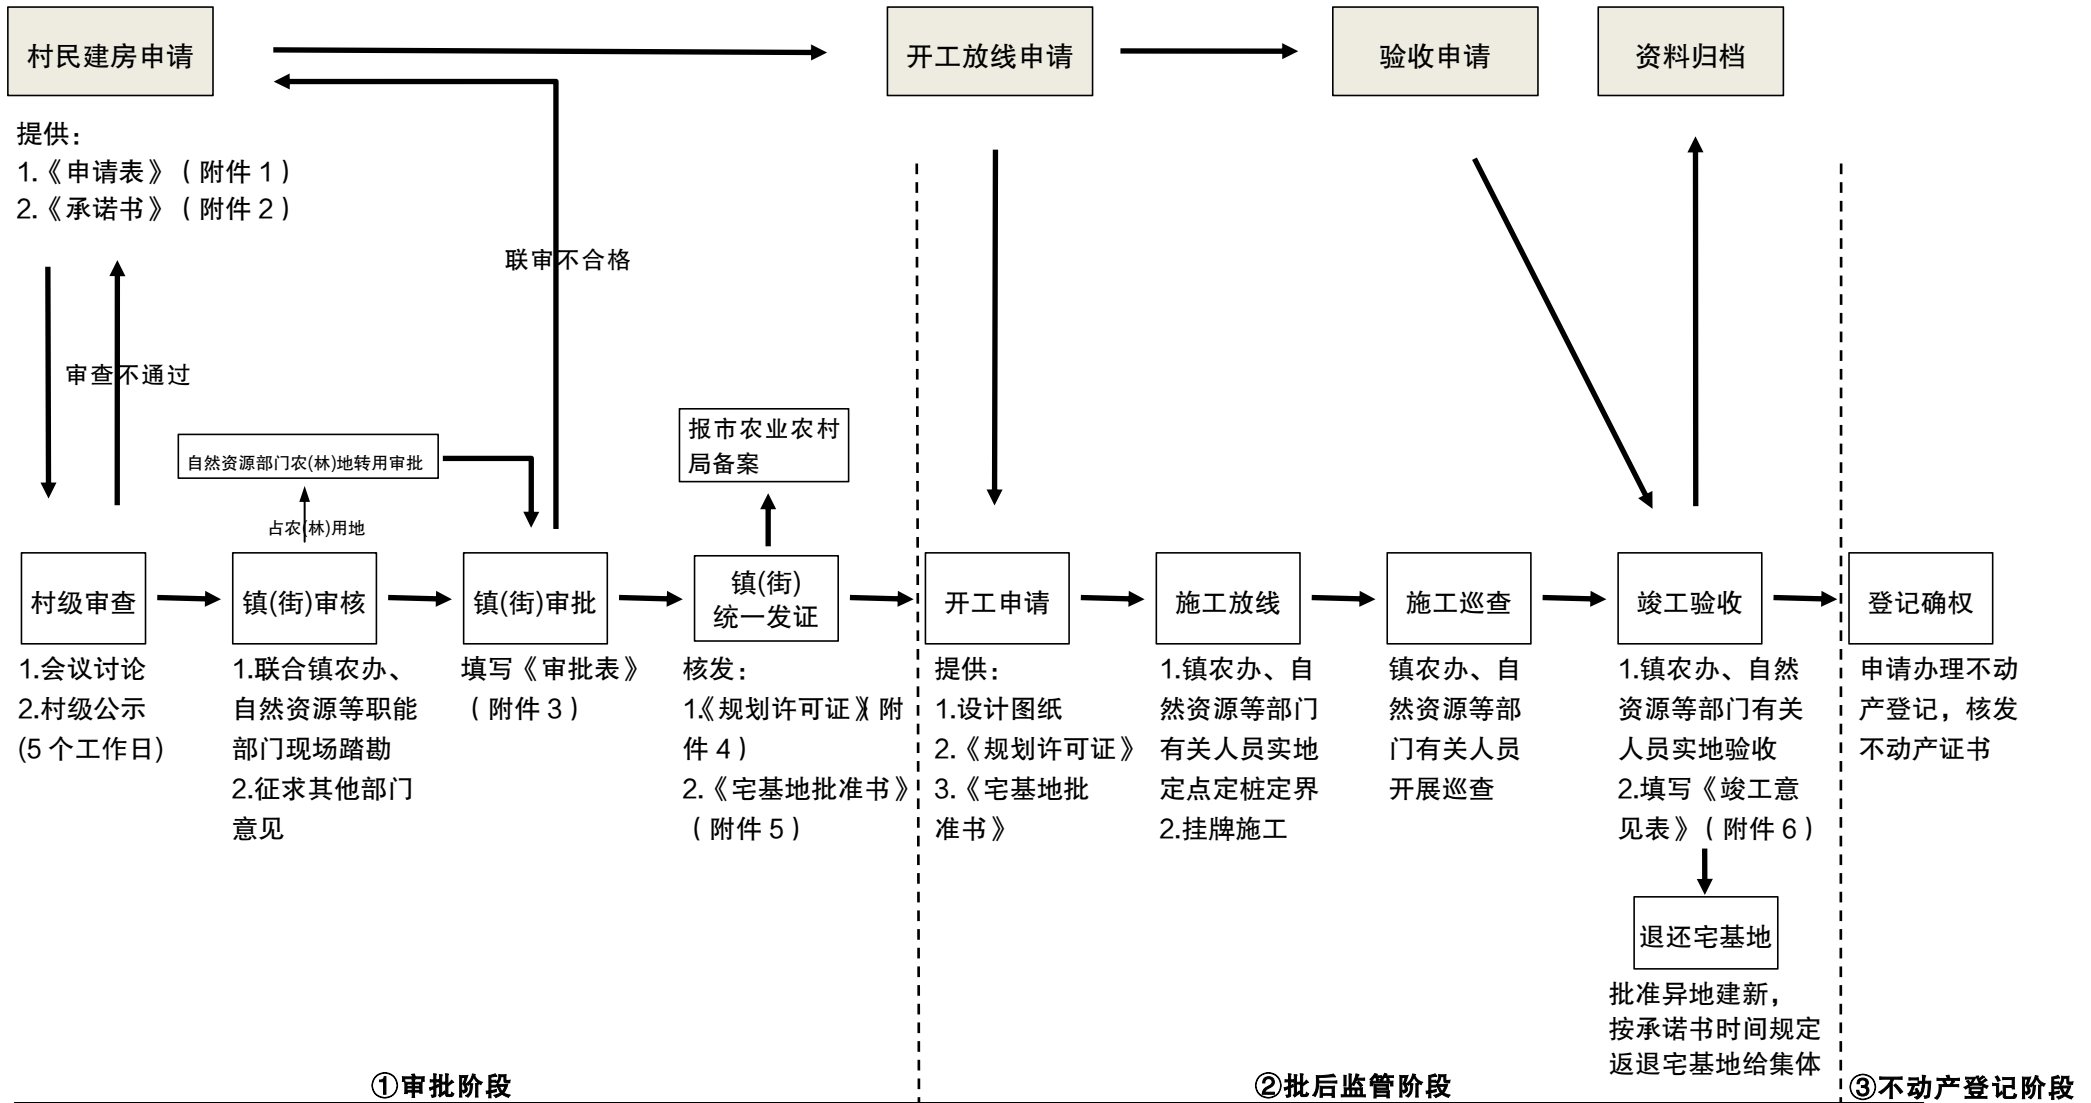 村民建房申请
开工放线申请
验收申请
资料归档
提供：
1.《申请表》（附件1）
2.《承诺书》（附件2）
联审不合格
审查不通过
自然资源部门农(林)地转用审批
占农(林)用地
报市农业农村
局备案
村级审查
镇(街)审核
镇(街)审批
镇(街)
统一发证
开工申请
施工放线
施工巡查
竣工验收
登记确权
1.会议讨论
2.村级公示
(5个工作日)
1.联合镇农办、
自然资源等职能
部门现场踏勘
2.征求其他部门
意见
填写《审批表》
（附件3）
核发：
1.《规划许可证》（附
件4）
2.《宅基地批准书》
（附件5）
提供：
1.设计图纸
2.《规划许可证》
3.《宅基地批
准书》
1.镇农办、自
然资源等部门
有关人员实地
定点定桩定界
2.挂牌施工
镇农办、自
然资源等部
门有关人员
开展巡查
1.镇农办、自然
资源等部门有关
人员实地验收
2.填写《竣工意
见表》（附件6）
申请办理不动
产登记，核发
不动产证书
退还宅基地
批准异地建新，
按承诺书时间规定
返退宅基地给集体
①审批阶段
②批后监管阶段
③不动产登记阶段